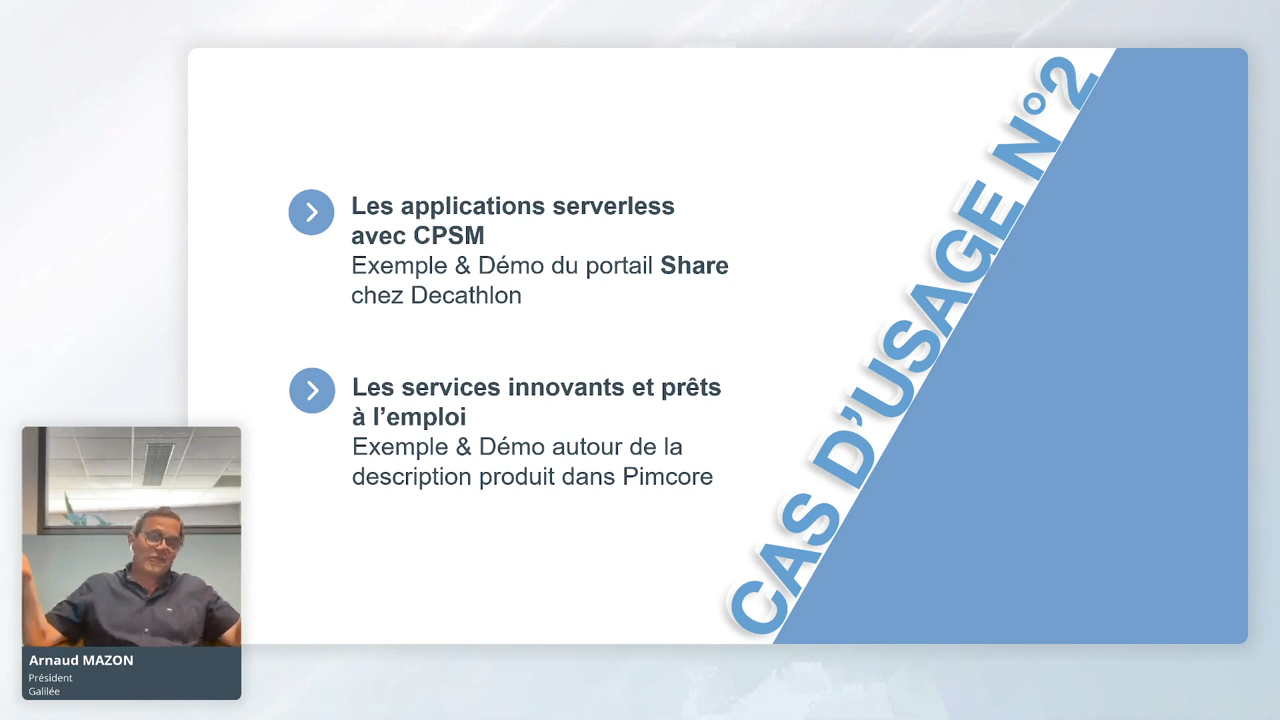 Les applications serverless
avec CPSM
Exemple & Démo du portail Share
chez Decathlon
Les services innovants et prêts
à l’emploi
Exemple & Démo autour de la
description produit dans Pimcore
CAS D’USAGE N°2
Arnaud MAZON
Président
Galilée